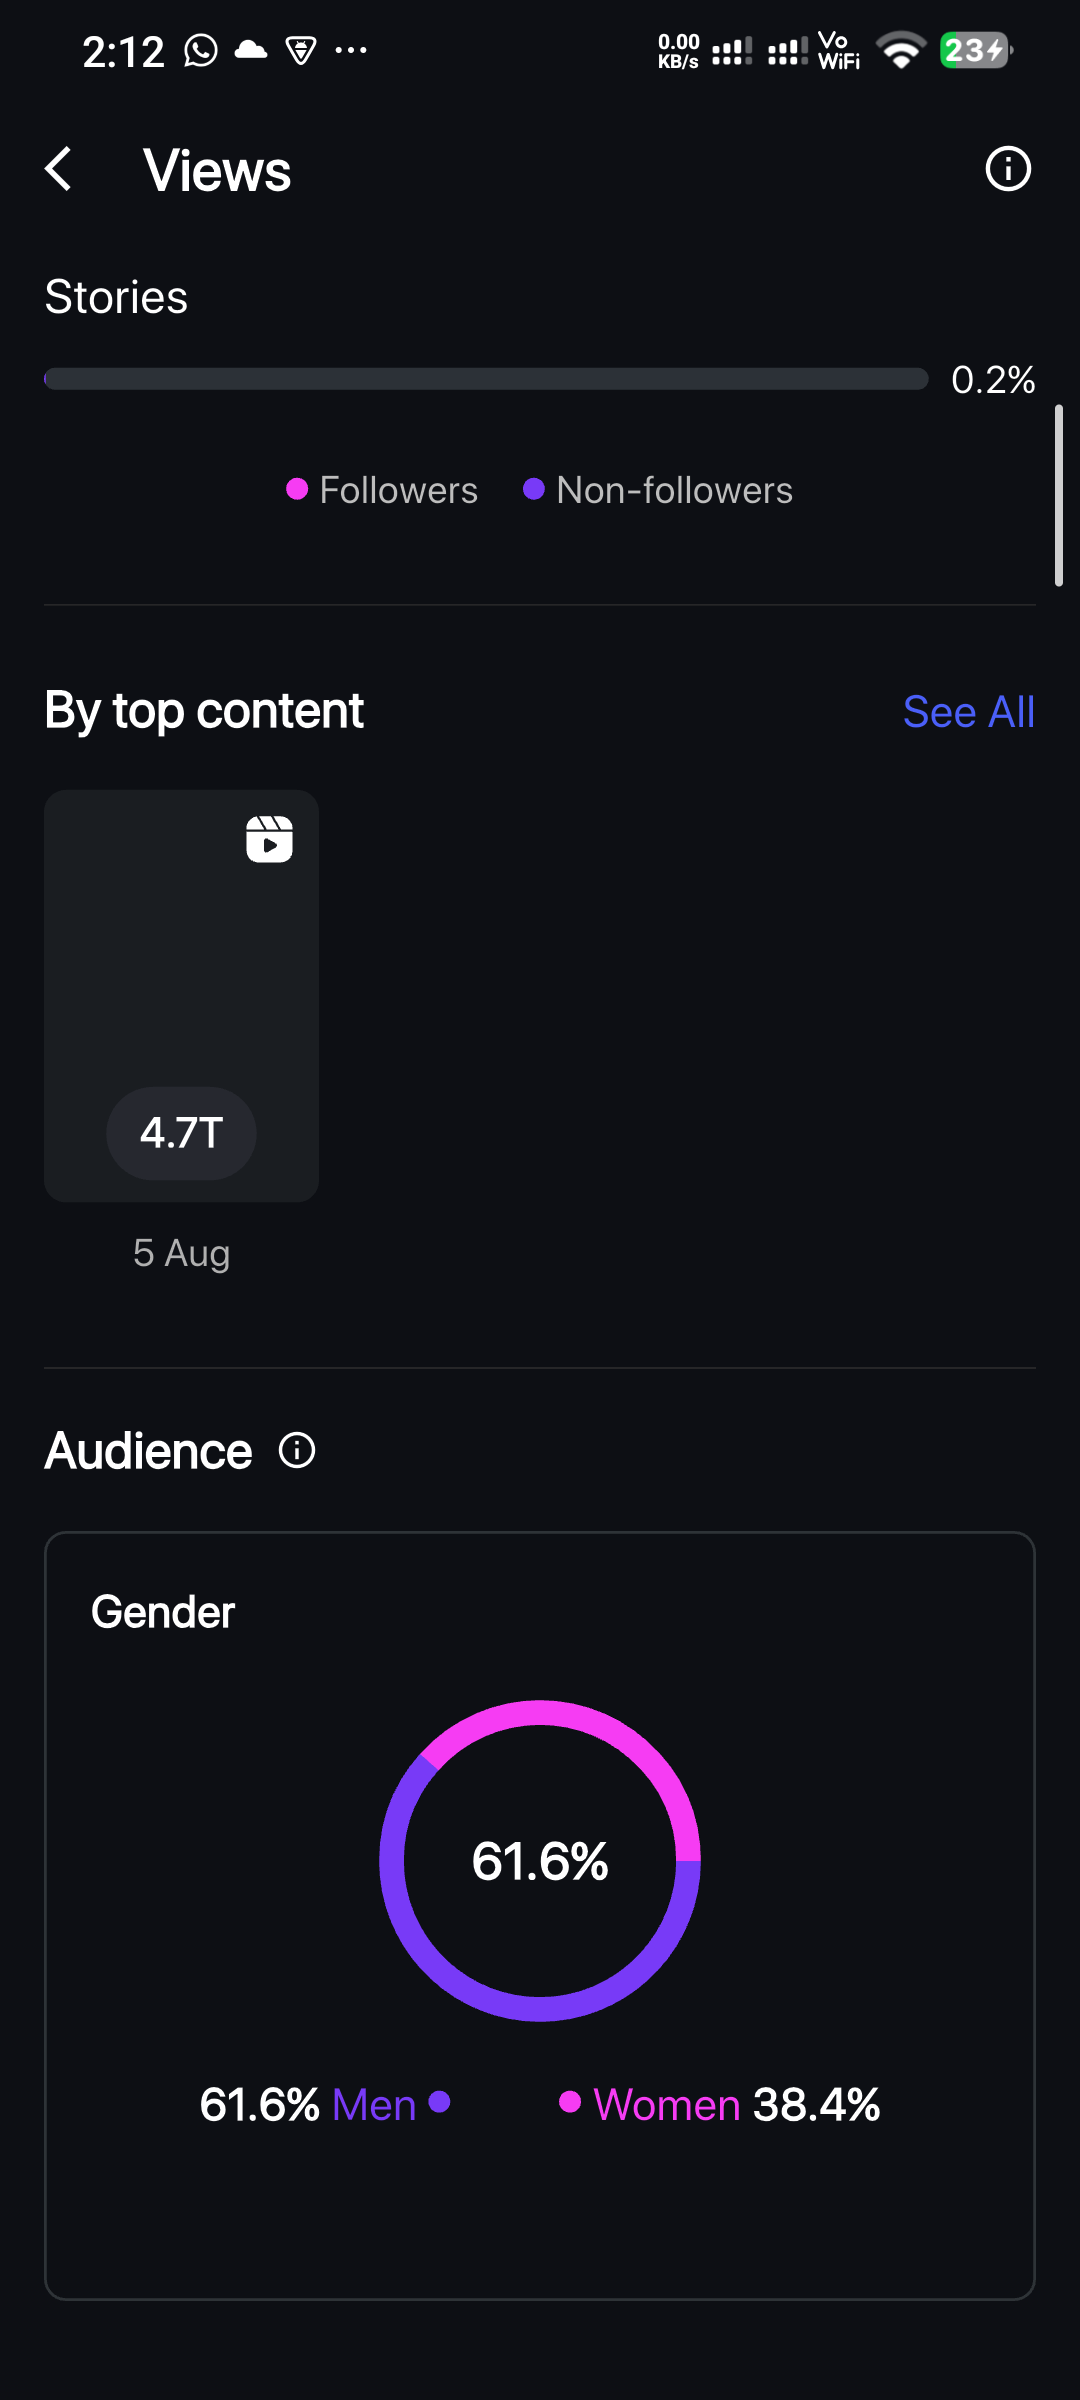 2:12 ... 0.00 KB/s Vo WiFi 23
Views
Stories
0.2%
Followers Non-followers
By top content See All
4.7T
5 Aug
Audience
Gender
61.6%
61.6% Men Women 38.4%